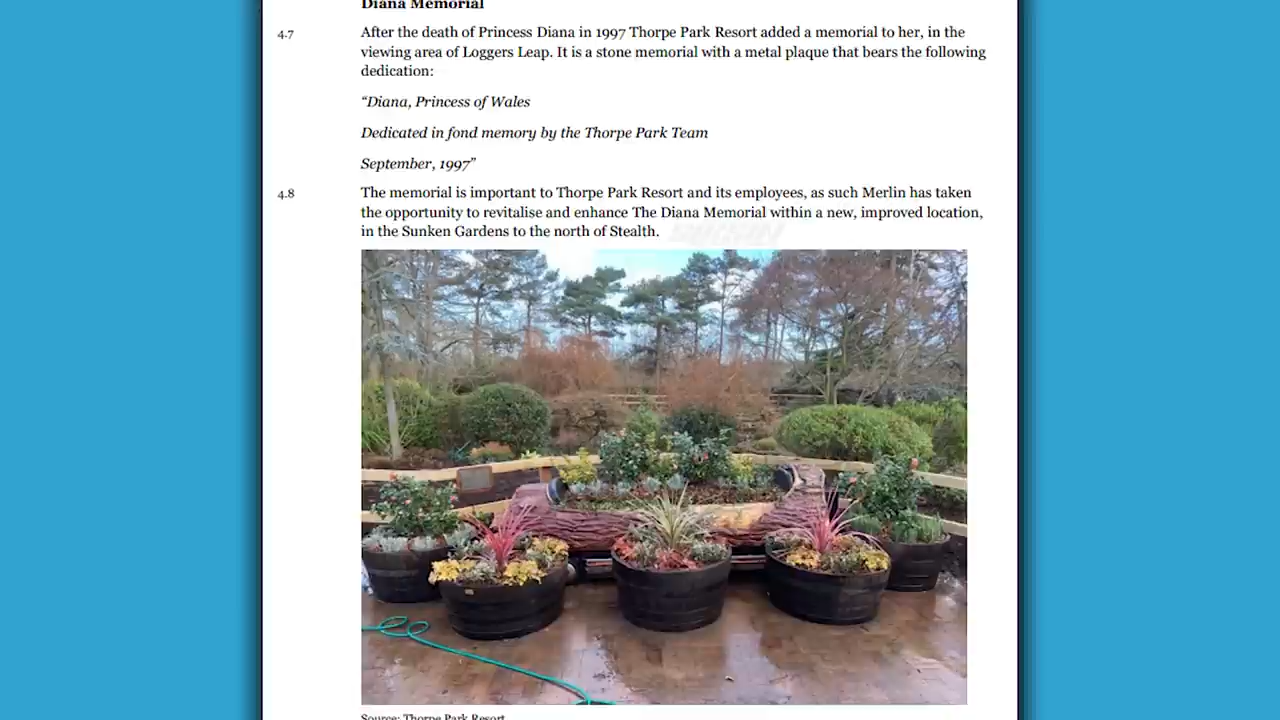 Diana Memorial
4.7
After the death of Princess Diana in 1997 Thorpe Park Resort added a memorial to her, in the
viewing area of Loggers Leap. It is a stone memorial with a metal plaque that bears the following
dedication:
“Diana, Princess of Wales
Dedicated in fond memory by the Thorpe Park Team
September, 1997”
4.8
The memorial is important to Thorpe Park Resort and its employees, as such Merlin has taken
the opportunity to revitalise and enhance The Diana Memorial within a new, improved location,
in the Sunken Gardens to the north of Stealth.
Source: Thorpe Park Resort